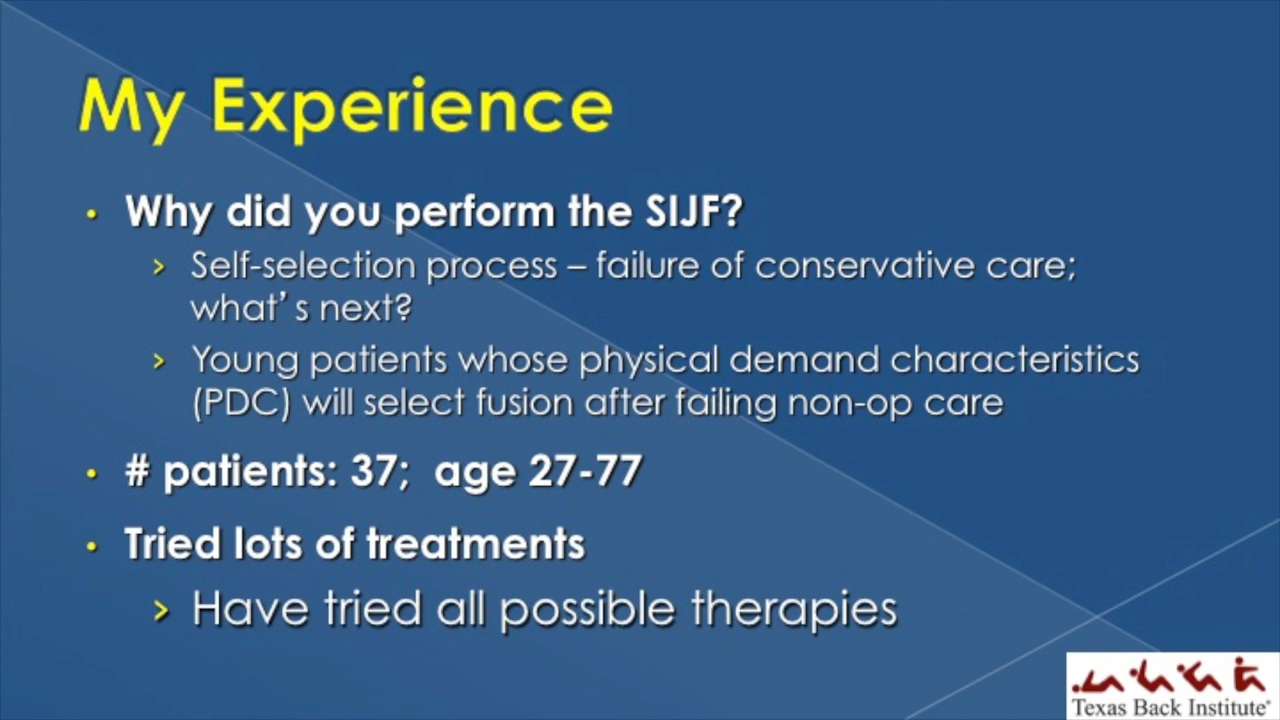 My Experience
• Why did you perform the SIJF?
› Self-selection process – failure of conservative care;
what's next?
› Young patients whose physical demand characteristics
(PDC) will select fusion after failing non-op care
• # patients: 37; age 27-77
• Tried lots of treatments
› Have tried all possible therapies
Texas Back Institute®